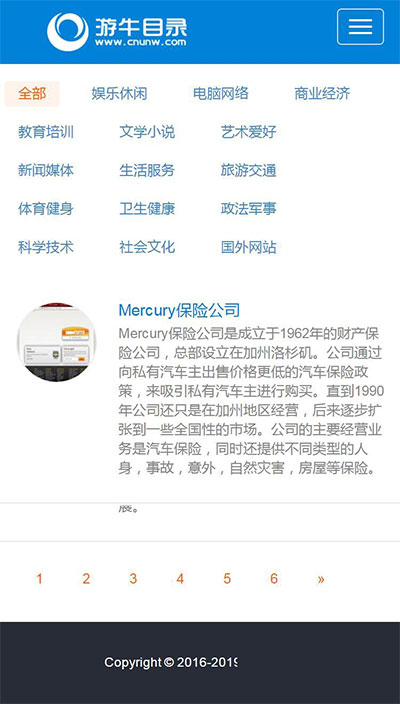 游牛目录
www.cnunw.com
全部 娱乐休闲 电脑网络 商业经济
教育培训 文学小说 艺术爱好
新闻媒体 生活服务 旅游交通
体育健身 卫生健康 政法军事
科学技术 社会文化 国外网站
Mercury保险公司
Mercury保险公司是成立于1962年的财产保
险公司，总部设立在加州洛杉矶。公司通过
向私有汽车主出售价格更低的汽车保险政
策，来吸引私有汽车主进行购买。直到1990
年公司还只是在加州地区经营，后来逐步扩
张到一些全国性的市场。公司的主要经营业
务是汽车保险，同时还提供不同类型的人
身，事故，意外，自然灾害，房屋等保险。
展。
1 2 3 4 5 6 »
Copyright © 2016-2019